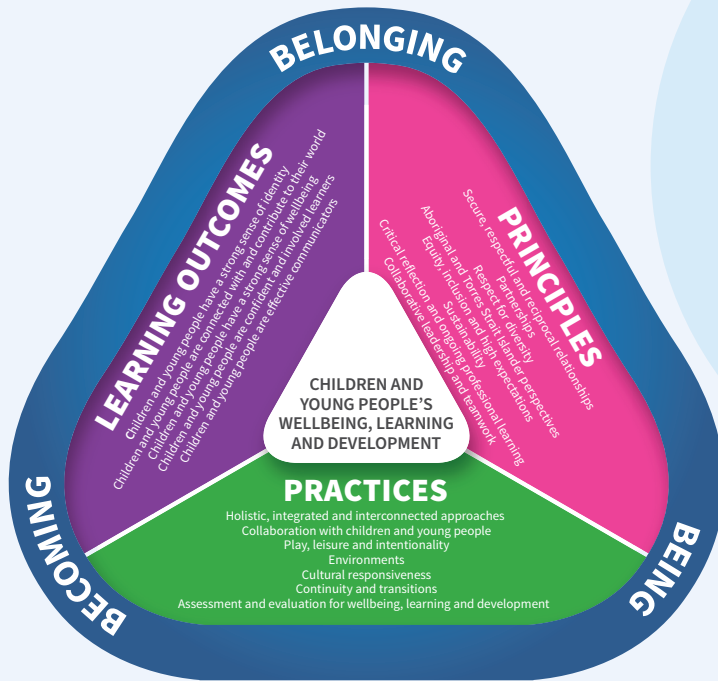 BELONGING
LEARNING OUTCOMES
Children and young people have a strong sense of identity
Children and young people are connected with and contribute to their world
Children and young people have a strong sense of wellbeing
Children and young people are confident and involved learners
Children and young people are effective communicators
PRINCIPLES
Secure, respectful and reciprocal relationships
Partnerships
Respect for diversity
Aboriginal and Torres Strait Islander perspectives
Equity, inclusion and high expectations
Sustainability
Critical reflection and ongoing professional learning
Collaborative leadership and teamwork
CHILDREN AND
YOUNG PEOPLE'S
WELLBEING, LEARNING
AND DEVELOPMENT
PRACTICES
Holistic, integrated and interconnected approaches
Collaboration with children and young people
Play, leisure and intentionality
Environments
Cultural responsiveness
Continuity and transitions
Assessment and evaluation for wellbeing, learning and development
BECOMING
BEING